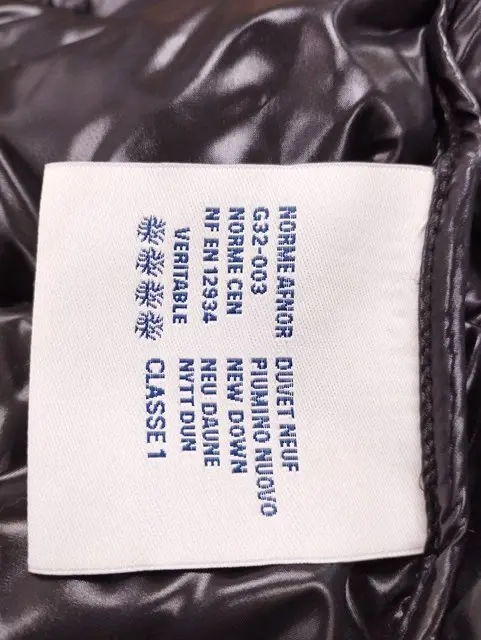 NORME AFNOR DUVET NEUF
G32-003 PIUMINO NUOVO
NORME CEN NEW DOWN
NF EN 12934 NEU DAUNE
VERITABLE NYTT DUN
CLASSE 1